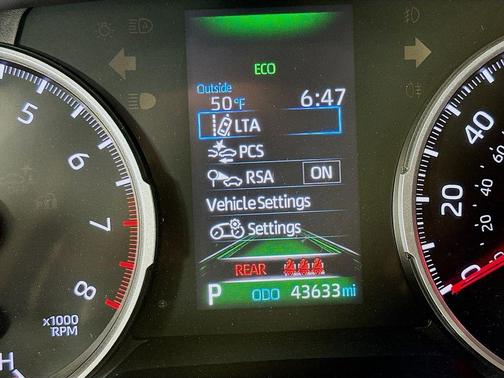 ECO
Outside
50°F 6:47
LTA
PCS
RSA ON
Vehicle Settings
Settings
REAR
P ODO 43633 mi
5
6
7
8
x1000
RPM
H
40
20
0